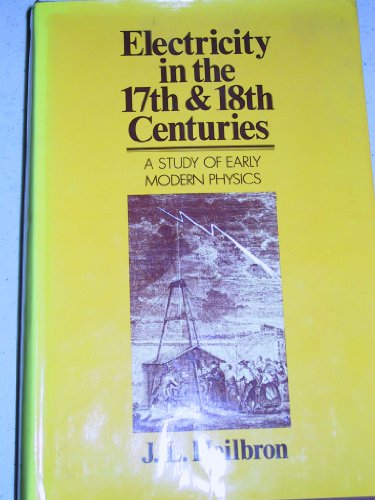 Electricity
in the
17th & 18th
Centuries
A STUDY OF EARLY
MODERN PHYSICS
J. L. Heilbron